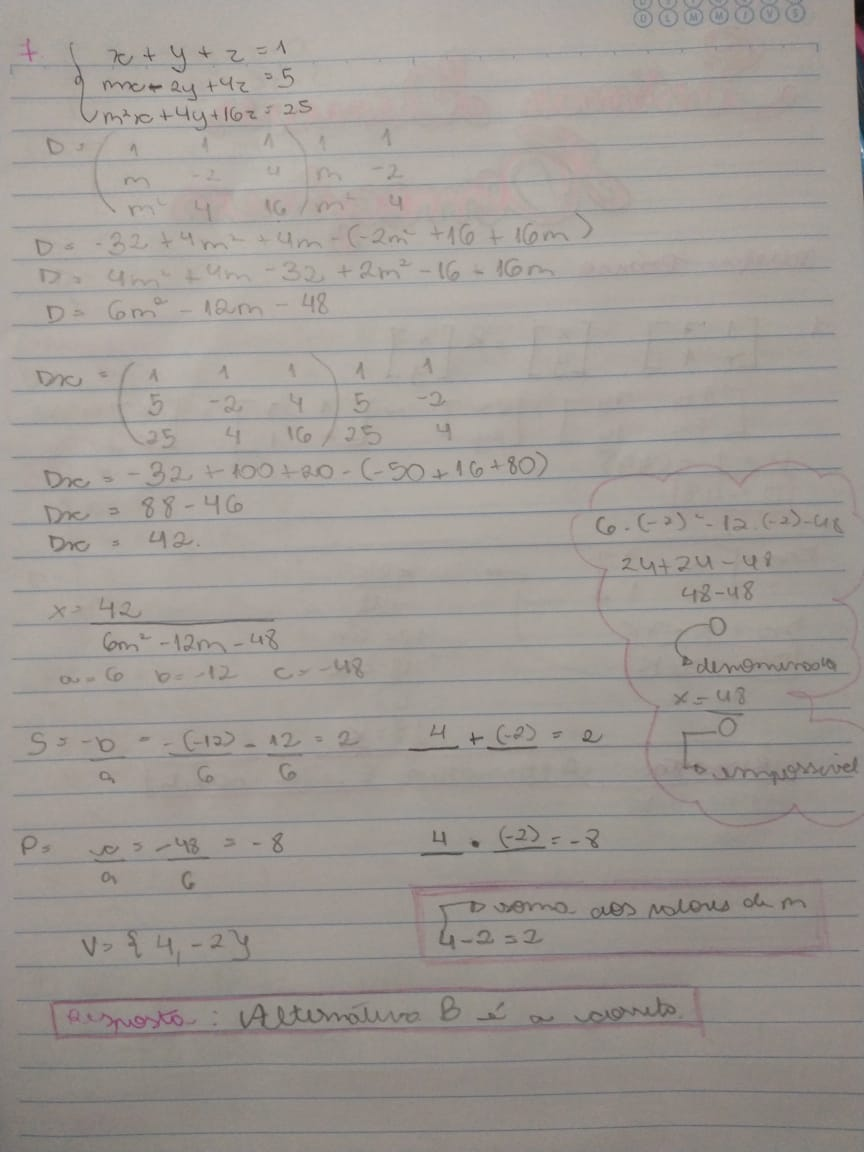 7. x + y + z = 1
mx - 2y + 4z = 5
m²x + 4y + 16z = 25
D = 1 1 1 1 1
m -2 4 m -2
m² 4 16 m² 4
D = -32 + 4m² + 4m - (-2m² + 16 + 16m)
D = 4m² + 4m - 32 + 2m² - 16 - 16m
D = 6m² - 12m - 48
Dx = 1 1 1 1 1
5 -2 4 5 -2
25 4 16 25 4
Dx = -32 + 100 + 20 - (-50 + 16 + 80)
Dx = 88 - 46
Dx = 42.
6 . (-2)² - 12 . (-2) - 48
24 + 24 - 48
48 - 48
0
denominador
x = 48
0
impossível
x = 42
6m² - 12m - 48
a = 6 b = -12 c = -48
S = -b = -(-12) = 12 = 2 4 + (-2) = 2
a 6 6
P = c = -48 = -8 4 . (-2) = -8
a 6
soma dos valores de m
4 - 2 = 2
V = { 4, -2 }
Resposta: Alternativa B é a correta.